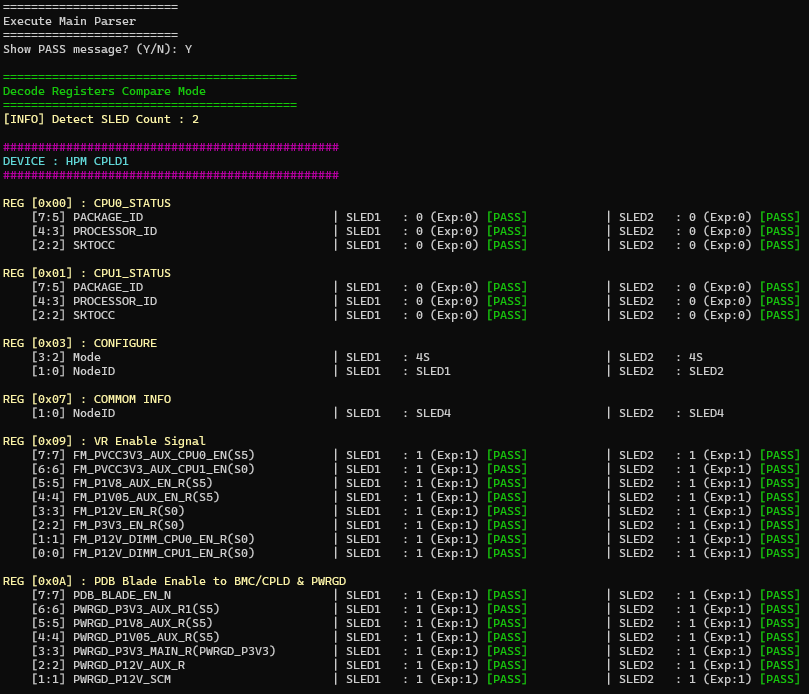 =========================
Execute Main Parser
=========================
Show PASS message? (Y/N): Y
==========================================
Decode Registers Compare Mode
==========================================
[INFO] Detect SLED Count : 2
################################################
DEVICE : HPM CPLD1
################################################
REG [0x00] : CPU0_STATUS
[7:5] PACKAGE_ID | SLED1 : 0 (Exp:0) [PASS] | SLED2 : 0 (Exp:0) [PASS]
[4:3] PROCESSOR_ID | SLED1 : 0 (Exp:0) [PASS] | SLED2 : 0 (Exp:0) [PASS]
[2:2] SKTOCC | SLED1 : 0 (Exp:0) [PASS] | SLED2 : 0 (Exp:0) [PASS]
REG [0x01] : CPU1_STATUS
[7:5] PACKAGE_ID | SLED1 : 0 (Exp:0) [PASS] | SLED2 : 0 (Exp:0) [PASS]
[4:3] PROCESSOR_ID | SLED1 : 0 (Exp:0) [PASS] | SLED2 : 0 (Exp:0) [PASS]
[2:2] SKTOCC | SLED1 : 0 (Exp:0) [PASS] | SLED2 : 0 (Exp:0) [PASS]
REG [0x03] : CONFIGURE
[3:2] Mode | SLED1 : 4S | SLED2 : 4S
[1:0] NodeID | SLED1 : SLED1 | SLED2 : SLED2
REG [0x07] : COMMOM INFO
[1:0] NodeID | SLED1 : SLED4 | SLED2 : SLED4
REG [0x09] : VR Enable Signal
[7:7] FM_PVCC3V3_AUX_CPU0_EN(S5) | SLED1 : 1 (Exp:1) [PASS] | SLED2 : 1 (Exp:1) [PASS]
[6:6] FM_PVCC3V3_AUX_CPU1_EN(S0) | SLED1 : 1 (Exp:1) [PASS] | SLED2 : 1 (Exp:1) [PASS]
[5:5] FM_P1V8_AUX_EN_R(S5) | SLED1 : 1 (Exp:1) [PASS] | SLED2 : 1 (Exp:1) [PASS]
[4:4] FM_P1V05_AUX_EN_R(S5) | SLED1 : 1 (Exp:1) [PASS] | SLED2 : 1 (Exp:1) [PASS]
[3:3] FM_P12V_EN_R(S0) | SLED1 : 1 (Exp:1) [PASS] | SLED2 : 1 (Exp:1) [PASS]
[2:2] FM_P3V3_EN_R(S0) | SLED1 : 1 (Exp:1) [PASS] | SLED2 : 1 (Exp:1) [PASS]
[1:1] FM_P12V_DIMM_CPU0_EN_R(S0) | SLED1 : 1 (Exp:1) [PASS] | SLED2 : 1 (Exp:1) [PASS]
[0:0] FM_P12V_DIMM_CPU1_EN_R(S0) | SLED1 : 1 (Exp:1) [PASS] | SLED2 : 1 (Exp:1) [PASS]
REG [0x0A] : PDB Blade Enable to BMC/CPLD & PWRGD
[7:7] PDB_BLADE_EN_N | SLED1 : 1 (Exp:1) [PASS] | SLED2 : 1 (Exp:1) [PASS]
[6:6] PWRGD_P3V3_AUX_R1(S5) | SLED1 : 1 (Exp:1) [PASS] | SLED2 : 1 (Exp:1) [PASS]
[5:5] PWRGD_P1V8_AUX_R(S5) | SLED1 : 1 (Exp:1) [PASS] | SLED2 : 1 (Exp:1) [PASS]
[4:4] PWRGD_P1V05_AUX_R(S5) | SLED1 : 1 (Exp:1) [PASS] | SLED2 : 1 (Exp:1) [PASS]
[3:3] PWRGD_P3V3_MAIN_R(PWRGD_P3V3) | SLED1 : 1 (Exp:1) [PASS] | SLED2 : 1 (Exp:1) [PASS]
[2:2] PWRGD_P12V_AUX_R | SLED1 : 1 (Exp:1) [PASS] | SLED2 : 1 (Exp:1) [PASS]
[1:1] PWRGD_P12V_SCM | SLED1 : 1 (Exp:1) [PASS] | SLED2 : 1 (Exp:1) [PASS]